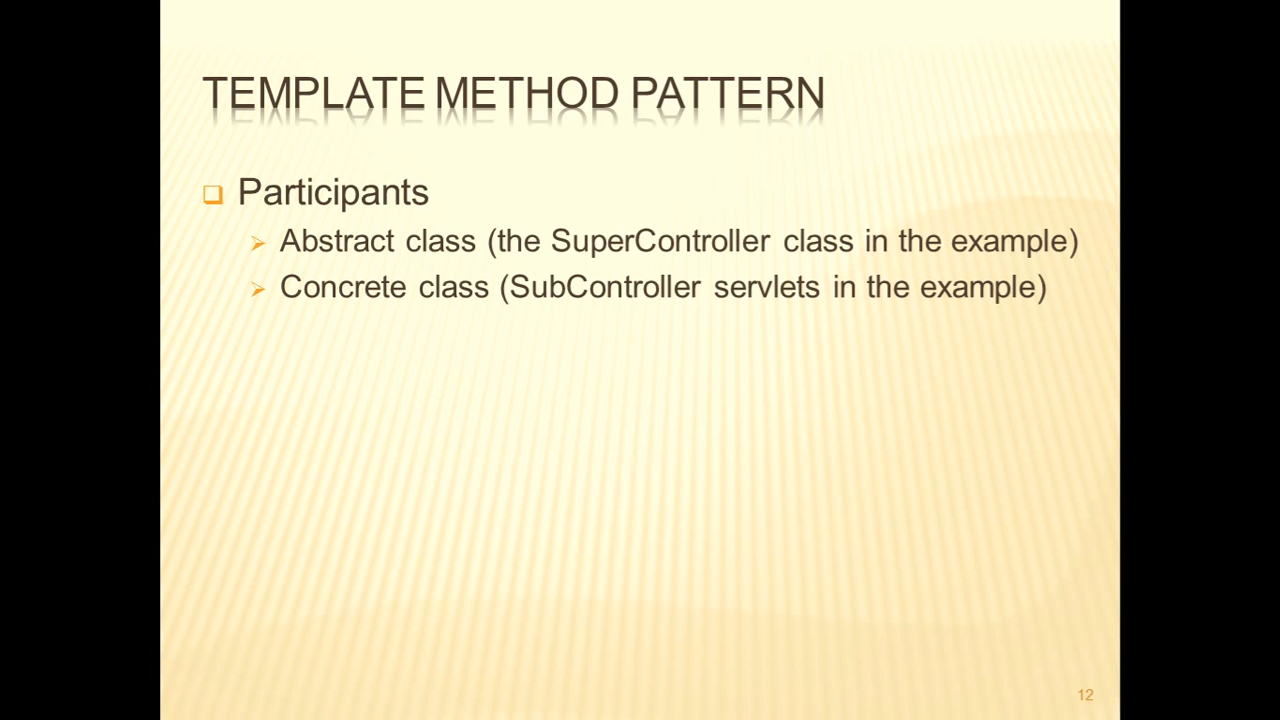 TEMPLATE METHOD PATTERN
Participants
Abstract class (the SuperController class in the example)
Concrete class (SubController servlets in the example)
12